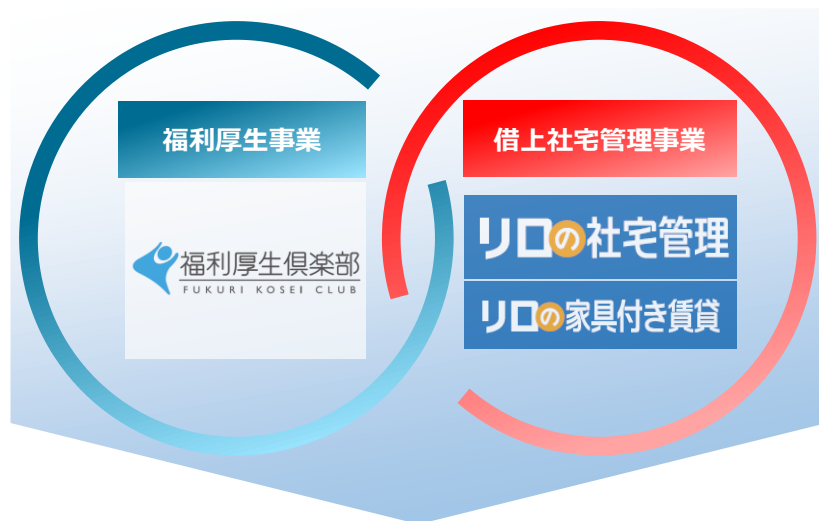 福利厚生事業
福利厚生倶楽部
FUKURI KOSEI CLUB
借上社宅管理事業
リロの社宅管理
リロの家具付き賃貸